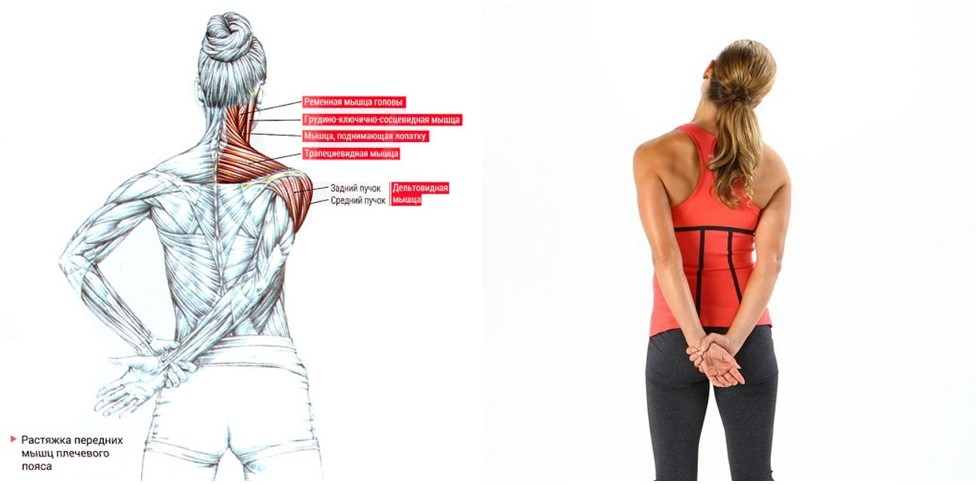 Ременная мышца головы
Грудино-ключично-сосцевидная мышца
Мышца, поднимающая лопатку
Трапециевидная мышца
Задний пучок
Средний пучок
Дельтовидная
мышца
Растяжка передних
мышц плечевого
пояса